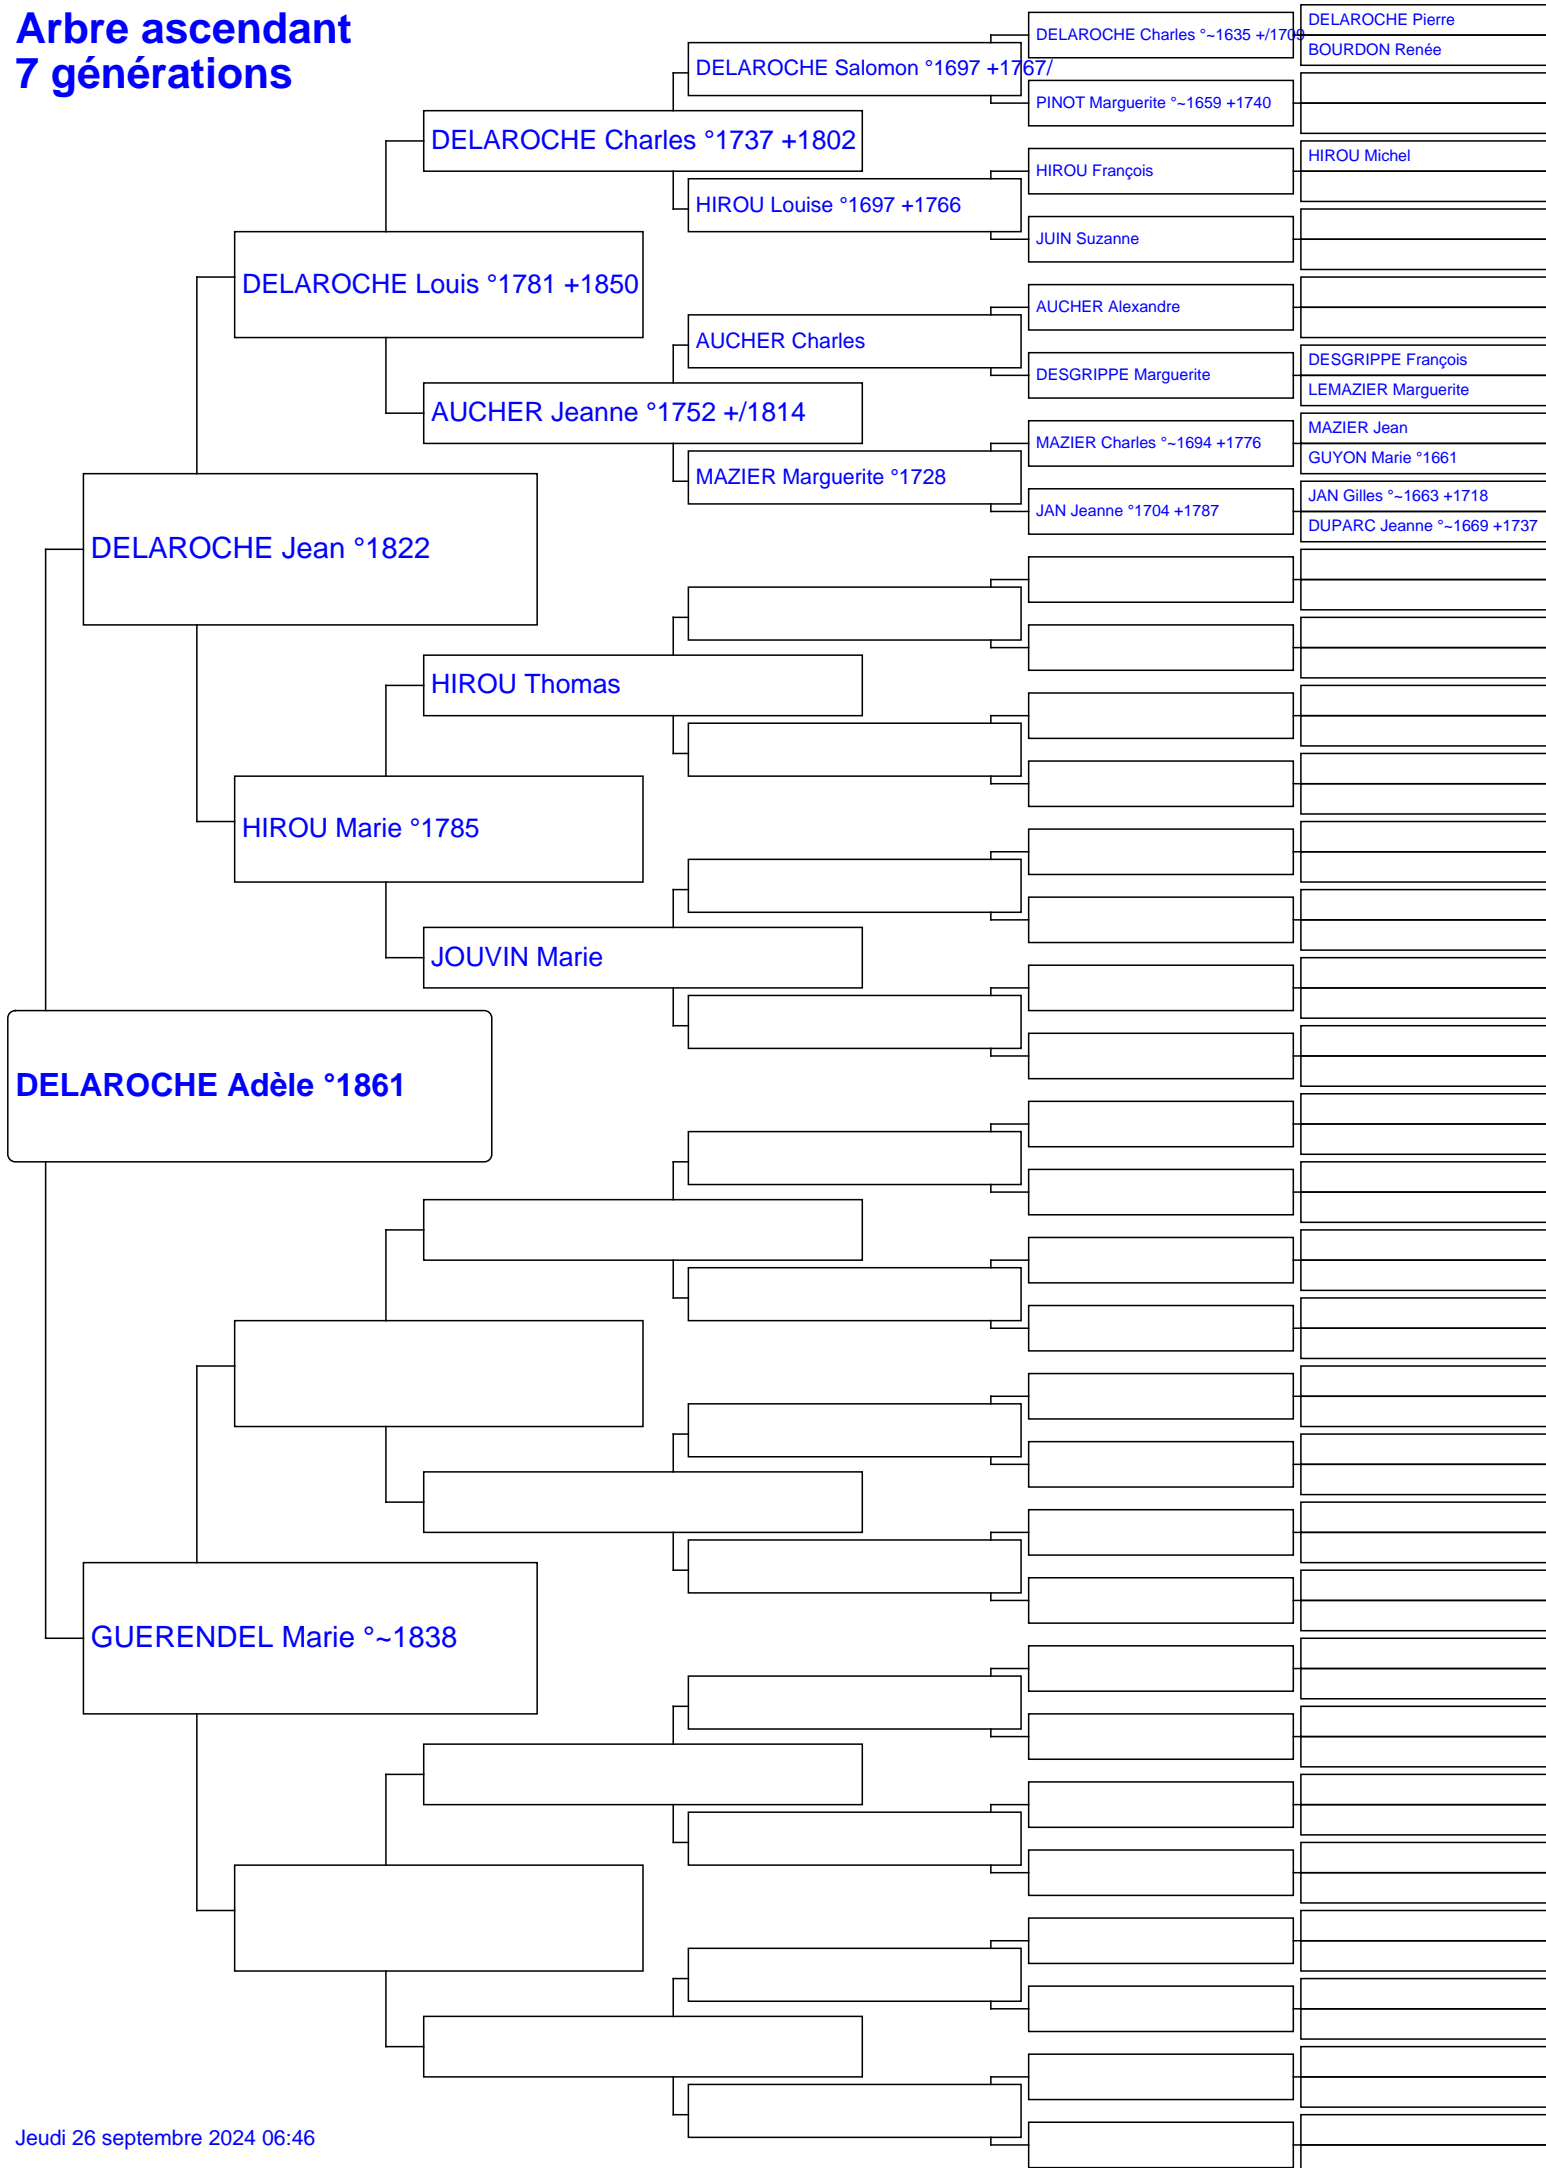 Arbre ascendant
7 générations
DELAROCHE Pierre
DELAROCHE Charles °~1635 +/1709
BOURDON Renée
DELAROCHE Salomon °1697 +1767/
PINOT Marguerite °~1659 +1740
DELAROCHE Charles °1737 +1802
HIROU Michel
HIROU François
HIROU Louise °1697 +1766
JUIN Suzanne
DELAROCHE Louis °1781 +1850
AUCHER Alexandre
AUCHER Charles
DESGRIPPE François
DESGRIPPE Marguerite
LEMAZIER Marguerite
AUCHER Jeanne °1752 +/1814
MAZIER Jean
MAZIER Charles °~1694 +1776
GUYON Marie °1661
MAZIER Marguerite °1728
JAN Gilles °~1663 +1718
JAN Jeanne °1704 +1787
DUPARC Jeanne °~1669 +1737
DELAROCHE Jean °1822
HIROU Thomas
HIROU Marie °1785
JOUVIN Marie
DELAROCHE Adèle °1861
GUERENDEL Marie °~1838
Jeudi 26 septembre 2024 06:46